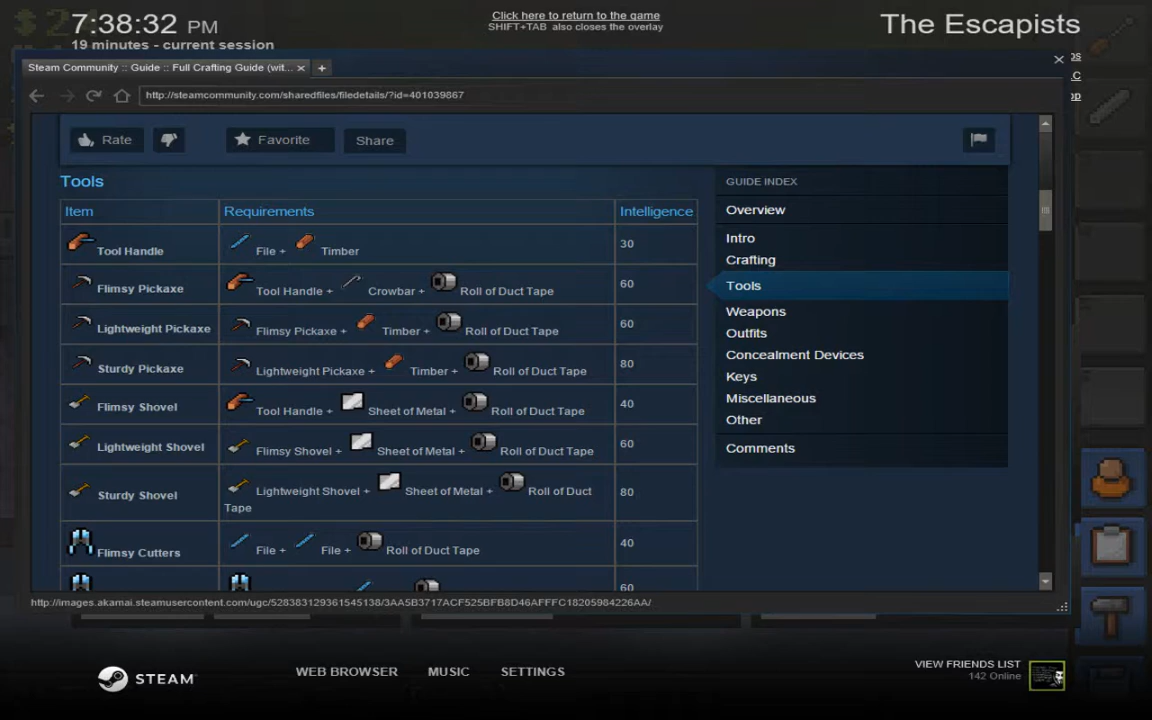 7:38:32 PM
19 minutes - current session
Click here to return to the game
SHIFT+TAB also closes the overlay
The Escapists
Steam Community :: Guide :: Full Crafting Guide (wit...
http://steamcommunity.com/sharedfiles/filedetails/?id=401039867
Rate
Favorite
Share
Tools
Item Requirements Intelligence
Tool Handle File + Timber 30
Flimsy Pickaxe Tool Handle + Crowbar + Roll of Duct Tape 60
Lightweight Pickaxe Flimsy Pickaxe + Timber + Roll of Duct Tape 60
Sturdy Pickaxe Lightweight Pickaxe + Timber + Roll of Duct Tape 80
Flimsy Shovel Tool Handle + Sheet of Metal + Roll of Duct Tape 40
Lightweight Shovel Flimsy Shovel + Sheet of Metal + Roll of Duct Tape 60
Sturdy Shovel Lightweight Shovel + Sheet of Metal + Roll of Duct
Tape
80
Flimsy Cutters File + File + Roll of Duct Tape 40
60
GUIDE INDEX
Overview
Intro
Crafting
Tools
Weapons
Outfits
Concealment Devices
Keys
Miscellaneous
Other
Comments
http://images.akamai.steamusercontent.com/ugc/528383129361545138/3AA5B3717ACF525BFB8D46AFFFC18205984226AA/
STEAM
WEB BROWSER
MUSIC
SETTINGS
VIEW FRIENDS LIST
142 Online